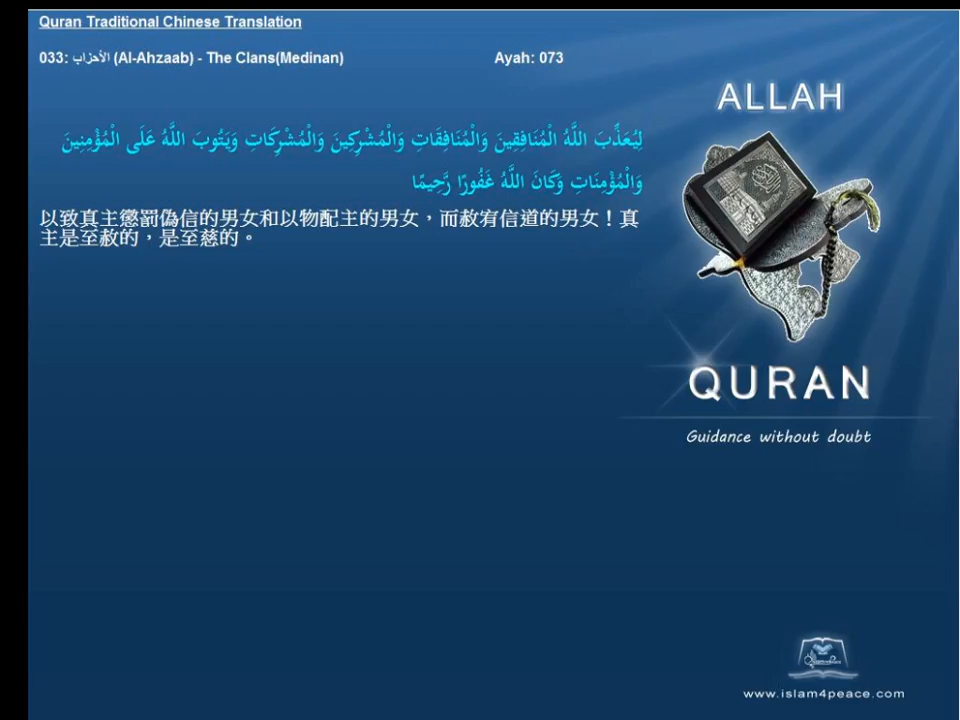 Quran Traditional Chinese Translation
033: الأحزاب (Al-Ahzaab) - The Clans(Medinan) Ayah: 073
لِيُعَذِّبَ اللَّهُ الْمُنَافِقِينَ وَالْمُنَافِقَاتِ وَالْمُشْرِكِينَ وَالْمُشْرِكَاتِ وَيَتُوبَ اللَّهُ عَلَى الْمُؤْمِنِينَ
وَالْمُؤْمِنَاتِ وَكَانَ اللَّهُ غَفُورًا رَّحِيمًا
以致真主懲罰偽信的男女和以物配主的男女，而赦宥信道的男女！真
主是至赦的，是至慈的。
ALLAH
QURAN
Guidance without doubt
www.islam4peace.com